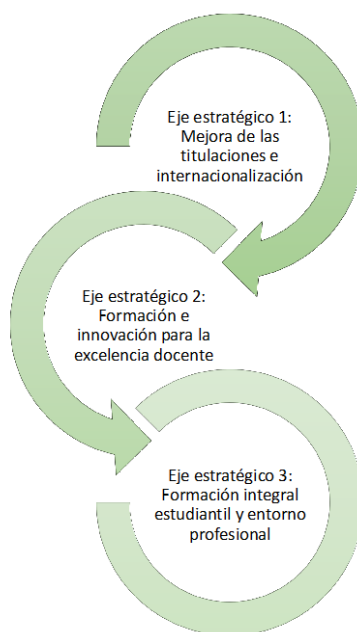 Eje estratégico 1:
Mejora de las
titulaciones e
internacionalización
Eje estratégico 2:
Formación e
innovación para la
excelencia docente
Eje estratégico 3:
Formación integral
estudiantil y entorno
profesional